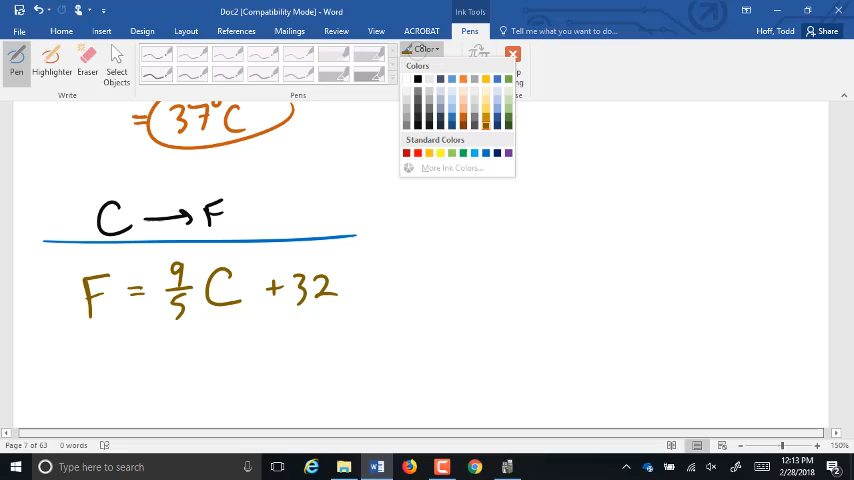 Doc2 [Compatibility Mode] - Word
Ink Tools
Hoff, Todd
File Home Insert Design Layout References Mailings Review View ACROBAT Pens Tell me what you want to do... Share
Pen Highlighter Eraser Select Objects
Color
Write
Pens
Colors
Standard Colors
More Ink Colors...
= 37°C
C → F
F = 9/5 C + 32
Page 7 of 63 0 words
150%
Type here to search
12:13 PM
2/28/2018
2